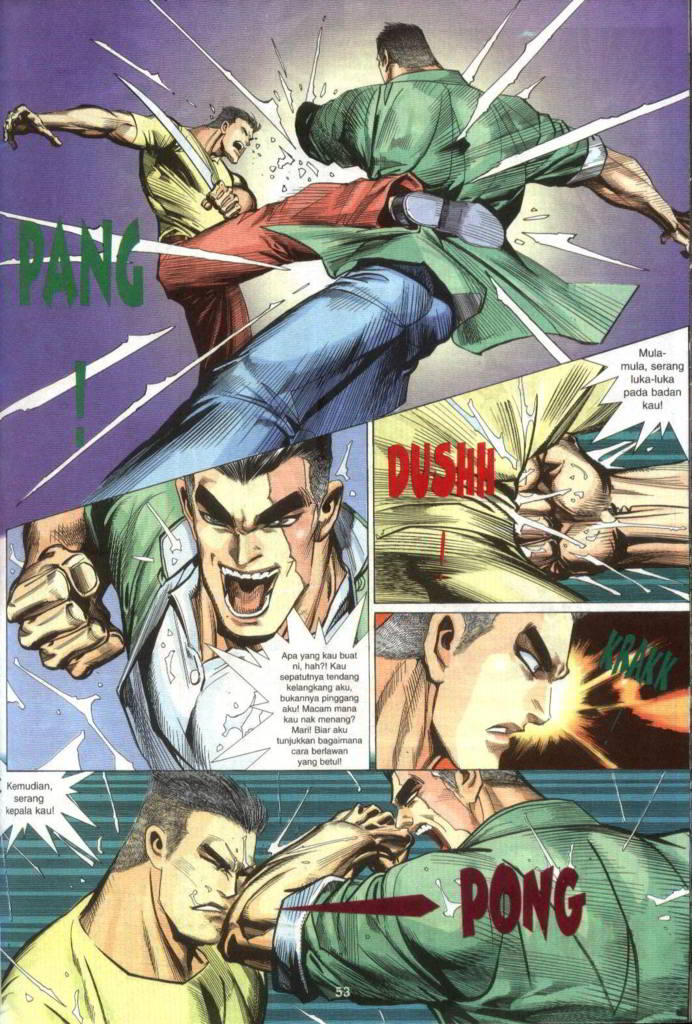 PANG
!
Mula-
mula, serang
luka-luka
pada badan
kau!
DUSHH
!
Apa yang kau buat
ni, hah?! Kau
sepatutnya tendang
kelangkang aku,
bukannya pinggang
aku! Macam mana
kau nak menang?
Mari! Biar aku
tunjukkan bagaimana
cara berlawan
yang betul!
KRAKK
!
Kemudian,
serang
kepala kau!
PONG
53